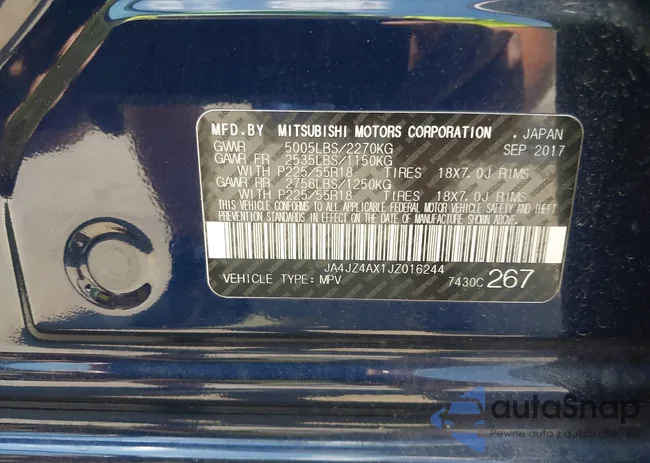 MFD.BY MITSUBISHI MOTORS CORPORATION . JAPAN
GVWR 5005LBS/2270KG SEP 2017
GAWR FR 2535LBS/1150KG
WITH P225/55R18 TIRES 18X7.0J RIMS
GAWR RR 2756LBS/1250KG
WITH P225/55R18 TIRES 18X7.0J RIMS
THIS VEHICLE CONFORMS TO ALL APPLICABLE FEDERAL MOTOR VEHICLE SAFETY AND THEFT
PREVENTION STANDARDS IN EFFECT ON THE DATE OF MANUFACTURE SHOWN ABOVE.
JA4JZ4AX1JZ016244
VEHICLE TYPE: MPV 7430C 267
autoSnap